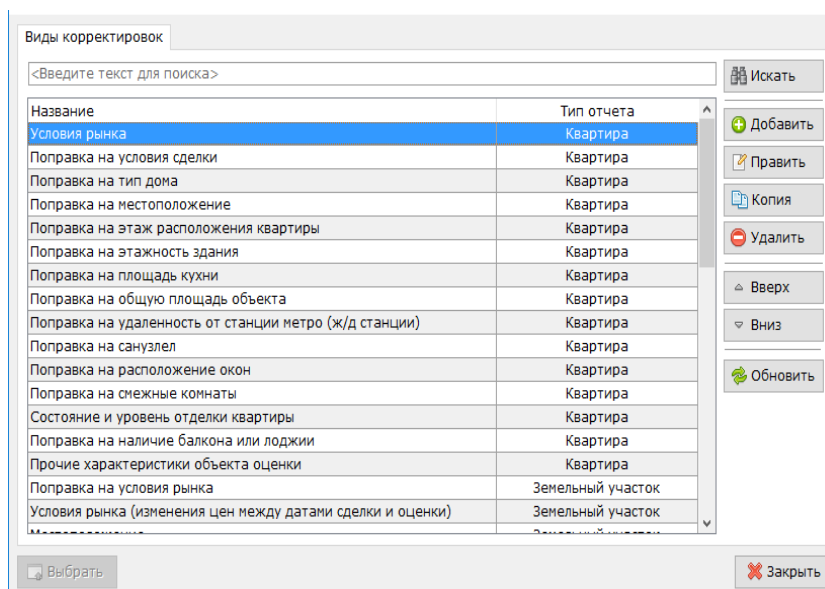 Виды корректировок
<Введите текст для поиска>
Искать
Название Тип отчета
Условия рынка Квартира
Добавить
Поправка на условия сделки Квартира
Править
Поправка на тип дома Квартира
Поправка на местоположение Квартира
Копия
Поправка на этаж расположения квартиры Квартира
Удалить
Поправка на этажность здания Квартира
Поправка на площадь кухни Квартира
Вверх
Поправка на общую площадь объекта Квартира
Поправка на удаленность от станции метро (ж/д станции) Квартира
Вниз
Поправка на санузлел Квартира
Поправка на расположение окон Квартира
Обновить
Поправка на смежные комнаты Квартира
Состояние и уровень отделки квартиры Квартира
Поправка на наличие балкона или лоджии Квартира
Прочие характеристики объекта оценки Квартира
Поправка на условия рынка Земельный участок
Условия рынка (изменения цен между датами сделки и оценки) Земельный участок
Местоположение Земельный участок
Выбрать
Закрыть